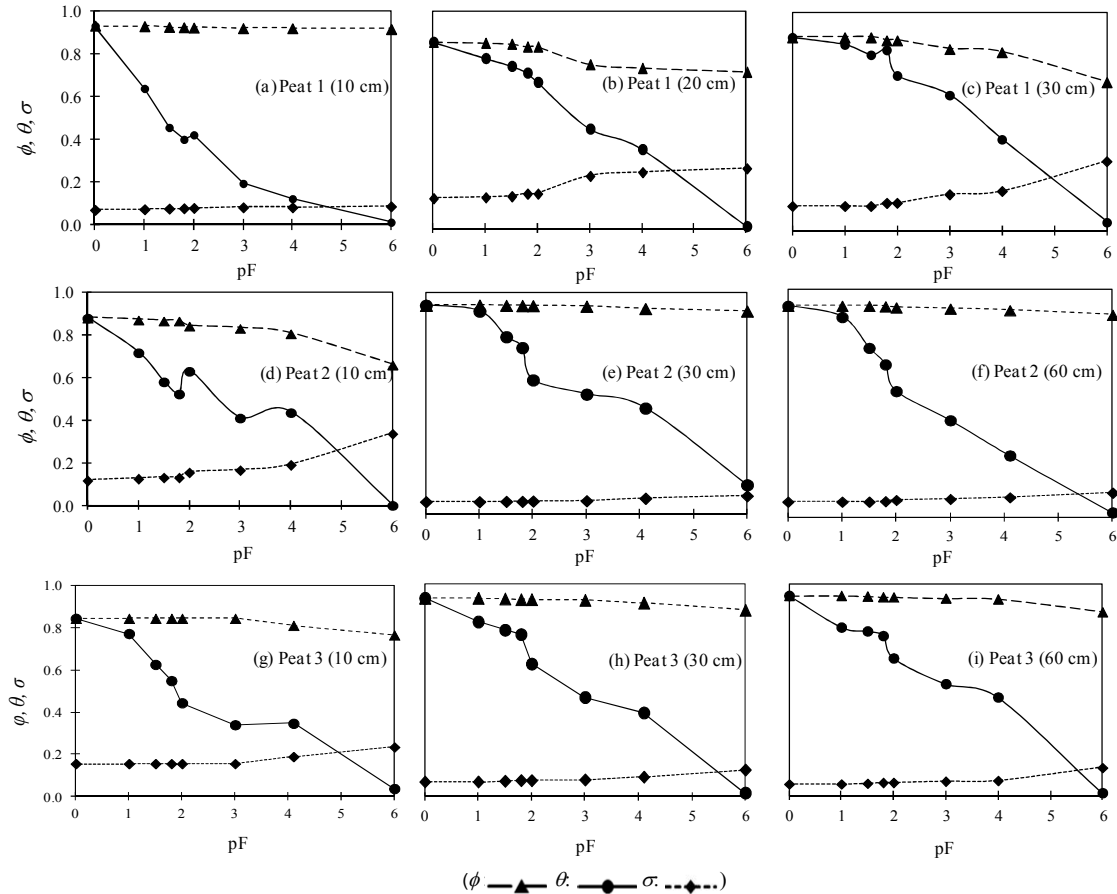 ϕ, θ, σ
1.0
0.8
0.6
0.4
0.2
0.0
(a) Peat 1 (10 cm)
0 1 2 3 4 5 6
pF
(b) Peat 1 (20 cm)
0 1 2 3 4 5 6
pF
(c) Peat 1 (30 cm)
0 1 2 3 4 5 6
pF
ϕ, θ, σ
1.0
0.8
0.6
0.4
0.2
0.0
(d) Peat 2 (10 cm)
0 1 2 3 4 5 6
pF
(e) Peat 2 (30 cm)
0 1 2 3 4 5 6
pF
(f) Peat 2 (60 cm)
0 1 2 3 4 5 6
pF
φ, θ, σ
1.0
0.8
0.6
0.4
0.2
0.0
(g) Peat 3 (10 cm)
0 1 2 3 4 5 6
pF
(h) Peat 3 (30 cm)
0 1 2 3 4 5 6
pF
(i) Peat 3 (60 cm)
0 1 2 3 4 5 6
pF
(ϕ θ: σ: )